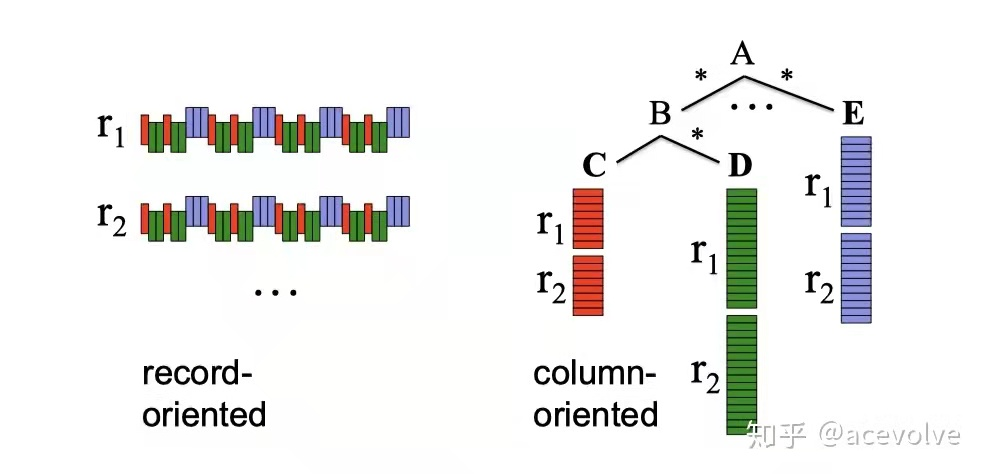 r1
r2
...
record-
oriented
A
*
*
B
...
E
*
C
D
r1
r2
r1
r2
r1
r2
column-
oriented
知乎 @acevolve